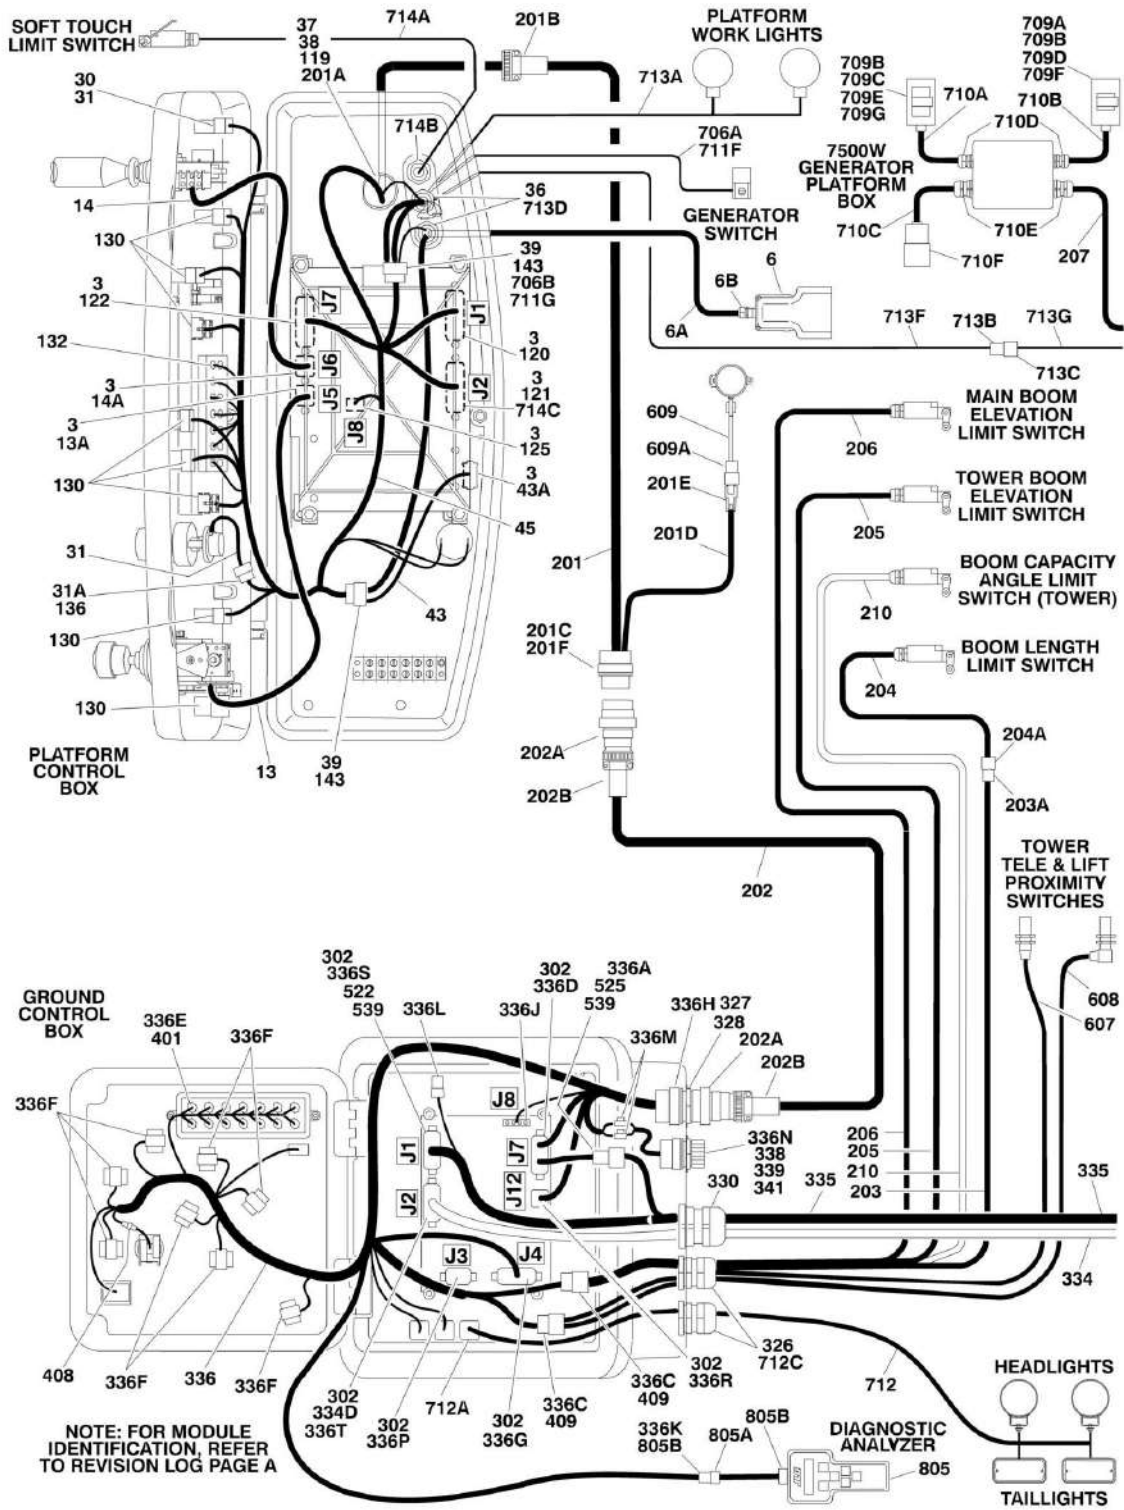 SOFT TOUCH
LIMIT SWITCH
714A
37
38
119
201A
201B
PLATFORM
WORK LIGHTS
713A
709B
709C
709E
709G
709A
709B
709D
709F
710A
710B
710D
30
31
714B
706A
711F
7500W
GENERATOR
PLATFORM
BOX
14
36
713D
GENERATOR
SWITCH
710C
710E
710F
207
130
39
143
706B
711G
6
6B
6A
3
122
J7
J1
713F
713B
713G
713C
132
3
120
J6
3
14A
J5
J2
3
121
714C
609
MAIN BOOM
ELEVATION
LIMIT SWITCH
206
3
13A
J8
3
125
609A
201E
130
3
43A
TOWER BOOM
ELEVATION
LIMIT SWITCH
205
45
201
201D
31
BOOM CAPACITY
ANGLE LIMIT
SWITCH (TOWER)
210
31A
136
43
130
201C
201F
BOOM LENGTH
LIMIT SWITCH
204
130
PLATFORM
CONTROL
BOX
13
39
143
202A
202B
204A
203A
202
TOWER
TELE & LIFT
PROXIMITY
SWITCHES
608
607
GROUND
CONTROL
BOX
302
336S
522
539
336L
336J
302
336D
336A
525
539
336H
327
328
336M
202A
202B
336E
401
336F
336F
J8
J1
J7
J2
J12
336N
338
339
341
206
205
210
203
330
335
335
J3
J4
334
408
336F
336
336F
302
334D
336T
302
336P
712A
302
336G
336C
409
336C
409
302
336R
326
712C
712
HEADLIGHTS
NOTE: FOR MODULE
IDENTIFICATION, REFER
TO REVISION LOG PAGE A
336K
805B
805A
805B
DIAGNOSTIC
ANALYZER
805
TAILLIGHTS